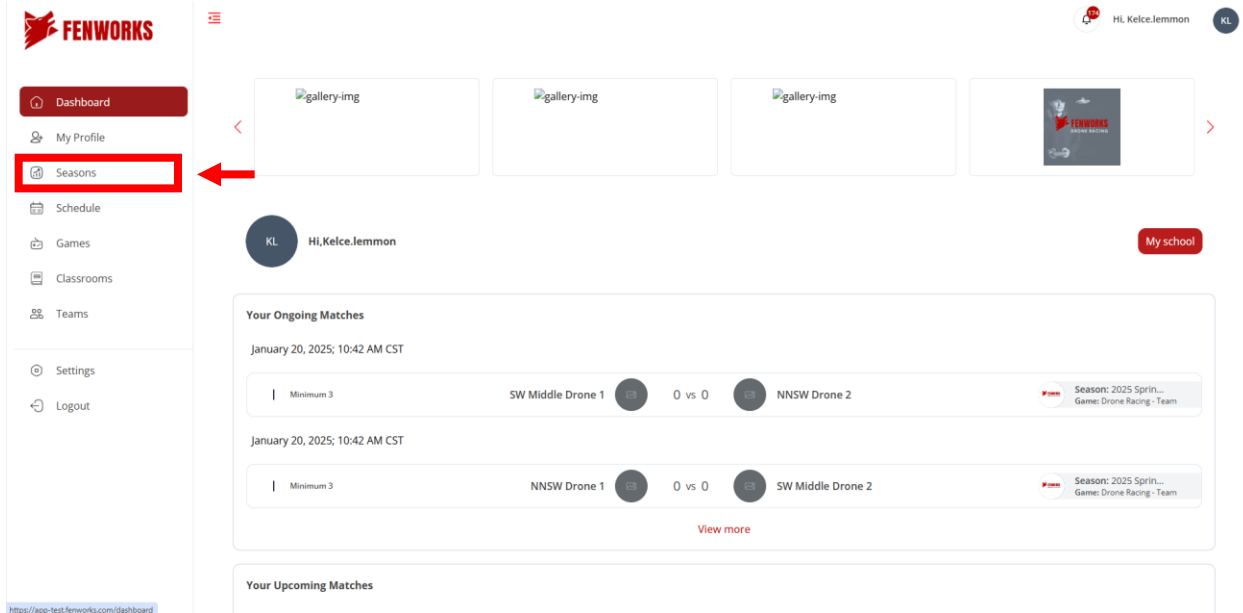 FENWORKS
174
Hi, Kelce.lemmon
KL
Dashboard
My Profile
Seasons
Schedule
Games
Classrooms
Teams
Settings
Logout
gallery-img
gallery-img
gallery-img
FENWORKS
DRONE RACING
KL
Hi,Kelce.lemmon
My school
Your Ongoing Matches
January 20, 2025; 10:42 AM CST
Minimum 3
SW Middle Drone 1
0 vs 0
NNSW Drone 2
Season: 2025 Sprin...
Game: Drone Racing - Team
January 20, 2025; 10:42 AM CST
Minimum 3
NNSW Drone 1
0 vs 0
SW Middle Drone 2
Season: 2025 Sprin...
Game: Drone Racing - Team
View more
Your Upcoming Matches
https://app-test.fenworks.com/dashboard